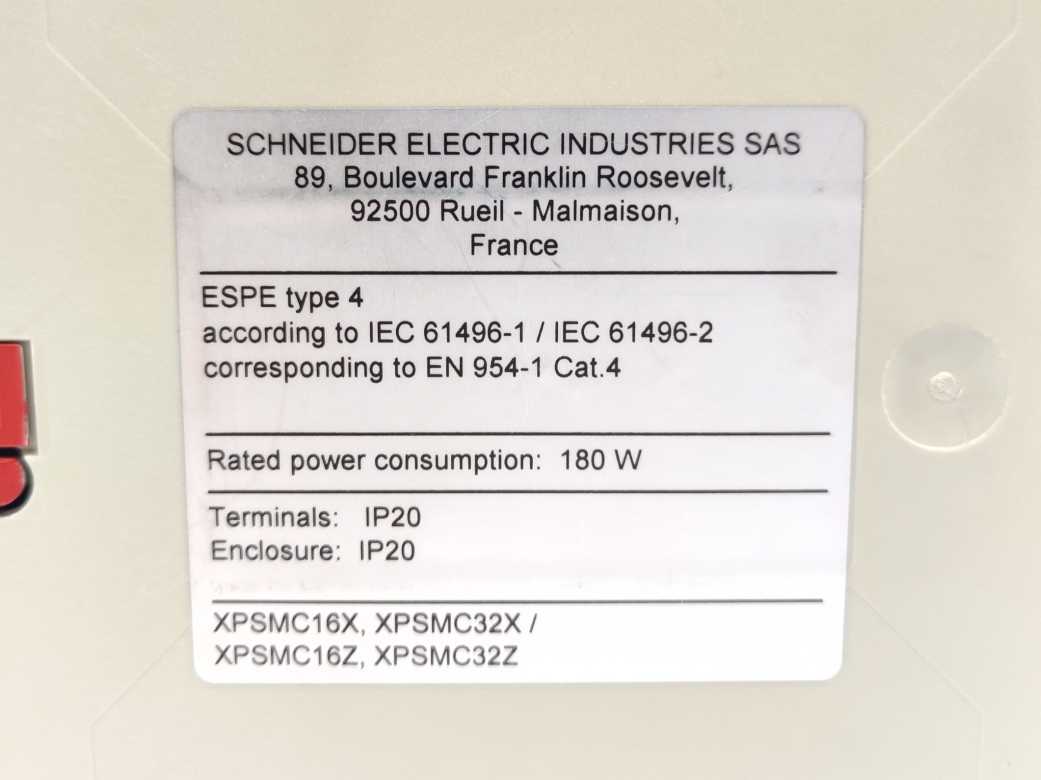 SCHNEIDER ELECTRIC INDUSTRIES SAS
89, Boulevard Franklin Roosevelt,
92500 Rueil - Malmaison,
France
ESPE type 4
according to IEC 61496-1 / IEC 61496-2
corresponding to EN 954-1 Cat.4
Rated power consumption: 180 W
Terminals: IP20
Enclosure: IP20
XPSMC16X, XPSMC32X /
XPSMC16Z, XPSMC32Z